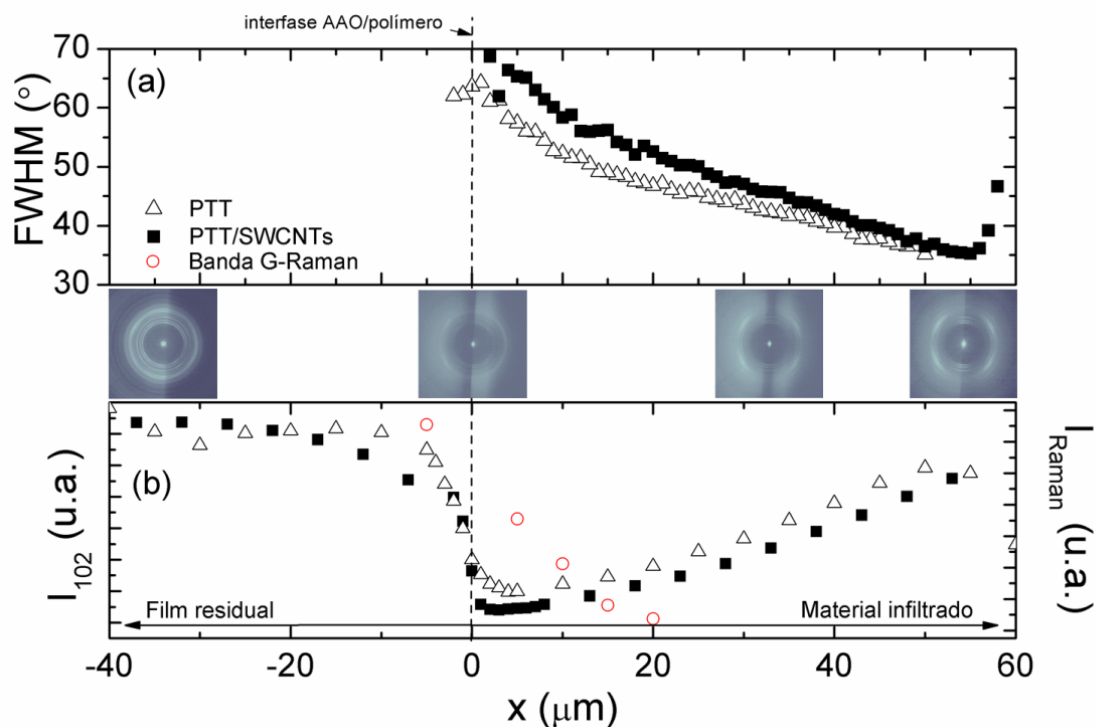 interfase AAO/polímero
70
60
50
40
30
FWHM (°)
(a)
PTT
PTT/SWCNTs
Banda G-Raman
I102 (u.a.)
(b)
IRaman (u.a.)
Film residual
Material infiltrado
-40 -20 0 20 40 60
x (μm)